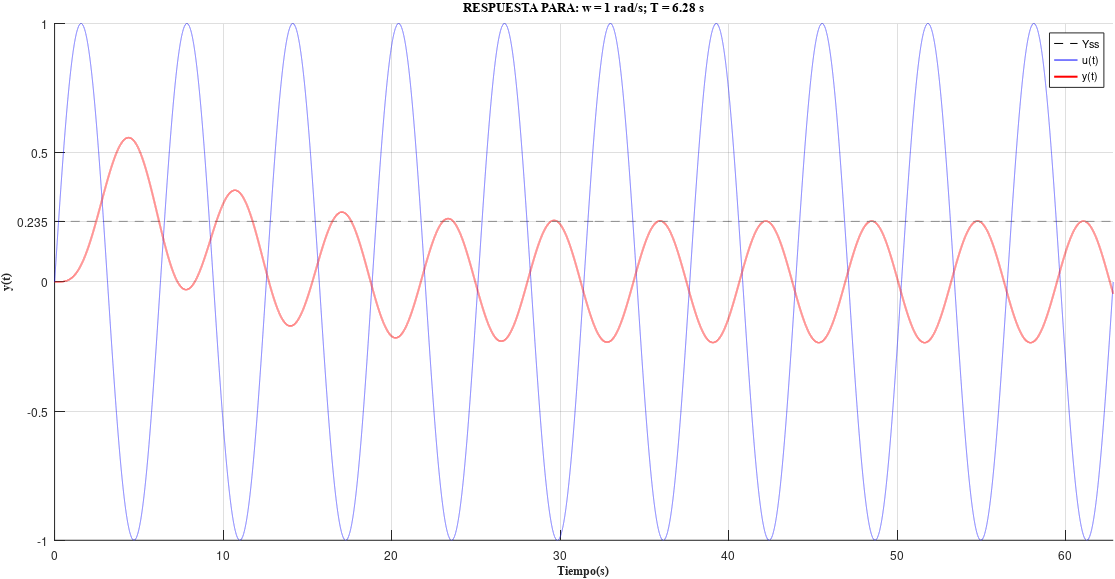 RESPUESTA PARA: w = 1 rad/s; T = 6.28 s
1
0.5
0.235
0
-0.5
-1
y(t)
Yss
u(t)
y(t)
0 10 20 30 40 50 60
Tiempo(s)